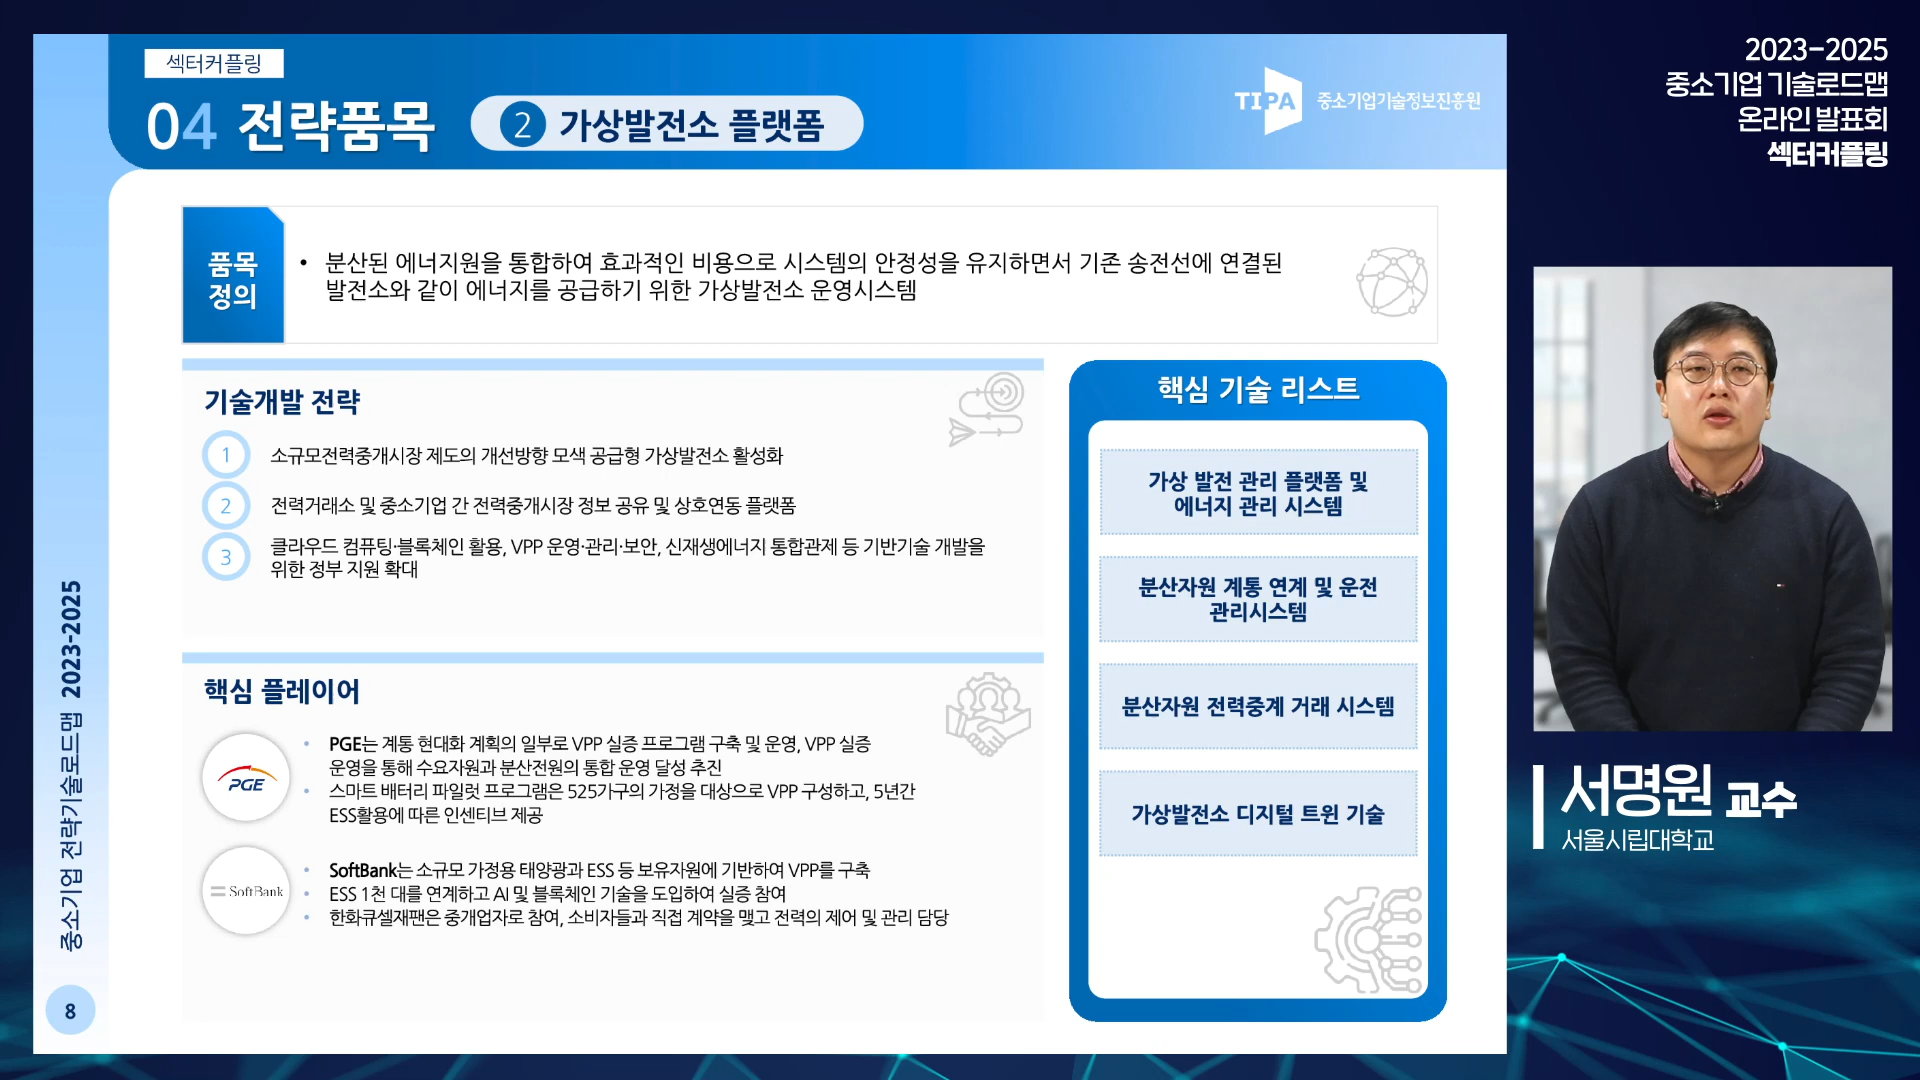 섹터커플링
04 전략품목
2 가상발전소 플랫폼
TIPA 중소기업기술정보진흥원
품목
정의
• 분산된 에너지원을 통합하여 효과적인 비용으로 시스템의 안정성을 유지하면서 기존 송전선에 연결된
발전소와 같이 에너지를 공급하기 위한 가상발전소 운영시스템
기술개발 전략
1 소규모전력중개시장 제도의 개선방향 모색 공급형 가상발전소 활성화
2 전력거래소 및 중소기업 간 전력중개시장 정보 공유 및 상호연동 플랫폼
3 클라우드 컴퓨팅·블록체인 활용, VPP 운영·관리·보안, 신재생에너지 통합관제 등 기반기술 개발을
위한 정부 지원 확대
핵심 플레이어
PGE
• PGE는 계통 현대화 계획의 일부로 VPP 실증 프로그램 구축 및 운영, VPP 실증
운영을 통해 수요자원과 분산전원의 통합 운영 달성 추진
• 스마트 배터리 파일럿 프로그램은 525가구의 가정을 대상으로 VPP 구성하고, 5년간
ESS활용에 따른 인센티브 제공
SoftBank
• SoftBank는 소규모 가정용 태양광과 ESS 등 보유자원에 기반하여 VPP를 구축
• ESS 1천 대를 연계하고 AI 및 블록체인 기술을 도입하여 실증 참여
• 한화큐셀재팬은 중개업자로 참여, 소비자들과 직접 계약을 맺고 전력의 제어 및 관리 담당
핵심 기술 리스트
가상 발전 관리 플랫폼 및
에너지 관리 시스템
분산자원 계통 연계 및 운전
관리시스템
분산자원 전력중계 거래 시스템
가상발전소 디지털 트윈 기술
중소기업 전략기술로드맵 2023-2025
8
2023-2025
중소기업 기술로드맵
온라인 발표회
섹터커플링
서명원 교수
서울시립대학교